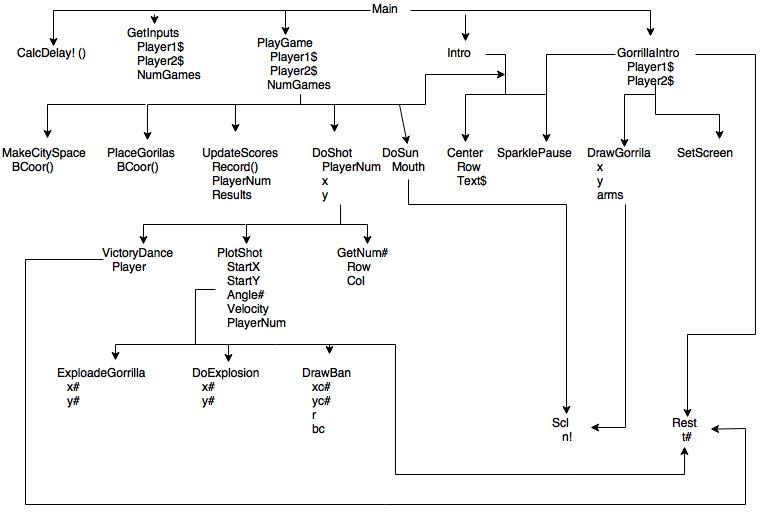 Main
CalcDelay! ()
GetInputs
Player1$
Player2$
NumGames
PlayGame
Player1$
Player2$
NumGames
Intro
GorrillaIntro
Player1$
Player2$
MakeCitySpace
BCoor()
PlaceGorilas
BCoor()
UpdateScores
Record()
PlayerNum
Results
DoShot
PlayerNum
x
y
DoSun
Mouth
Center
Row
Text$
SparklePause
DrawGorrila
x
y
arms
SetScreen
VictoryDance
Player
PlotShot
StartX
StartY
Angle#
Velocity
PlayerNum
GetNum#
Row
Col
ExploadeGorrilla
x#
y#
DoExplosion
x#
y#
DrawBan
xc#
yc#
r
bc
Scl
n!
Rest
t#